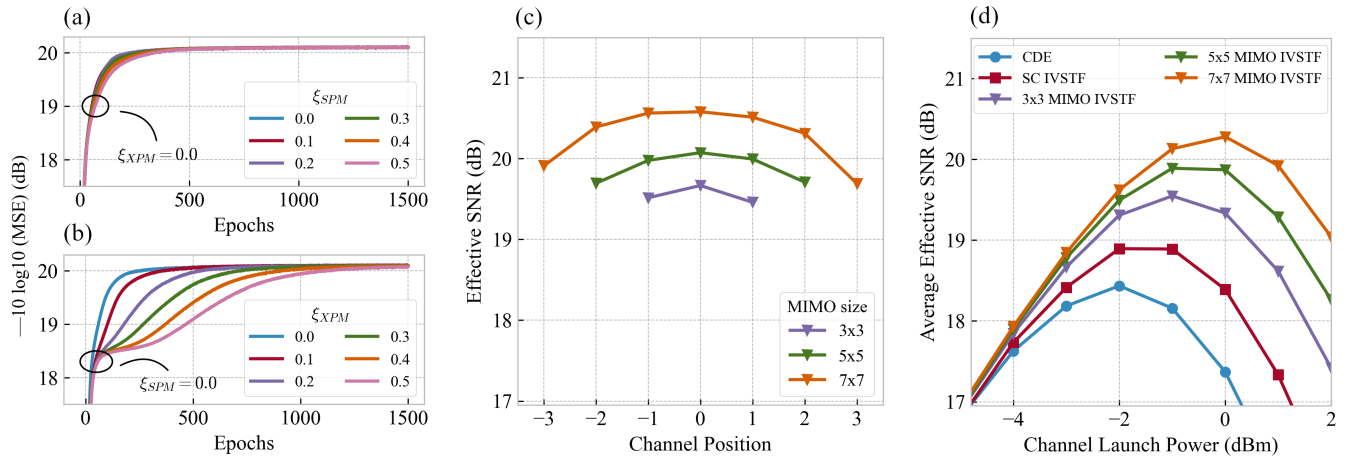 (a)
20
19
18
ξSPM
0.0
0.3
0.1
0.4
0.2
0.5
ξXPM = 0.0
0
500
1000
1500
Epochs
—10 log10 (MSE) (dB)
(b)
20
19
18
ξXPM
0.0
0.3
0.1
0.4
0.2
0.5
ξSPM = 0.0
0
500
1000
1500
Epochs
(c)
Effective SNR (dB)
21
20
19
18
17
MIMO size
3x3
5x5
7x7
−3
−2
−1
0
1
2
3
Channel Position
(d)
Average Effective SNR (dB)
21
20
19
18
17
CDE
SC IVSTF
3x3 MIMO IVSTF
5x5 MIMO IVSTF
7x7 MIMO IVSTF
−4
−2
0
2
Channel Launch Power (dBm)